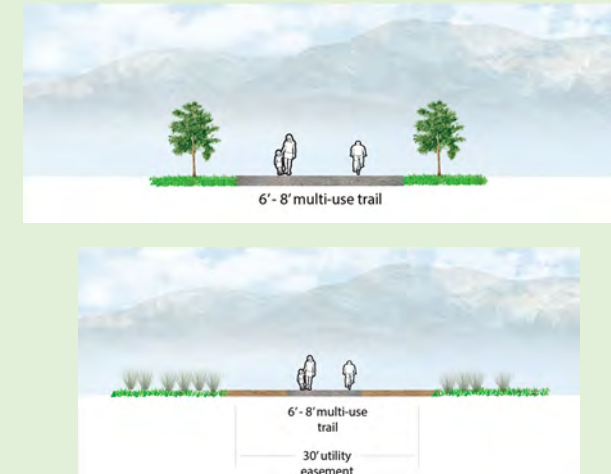 6'- 8' multi-use trail
6'- 8' multi-use
trail
30' utility
easement